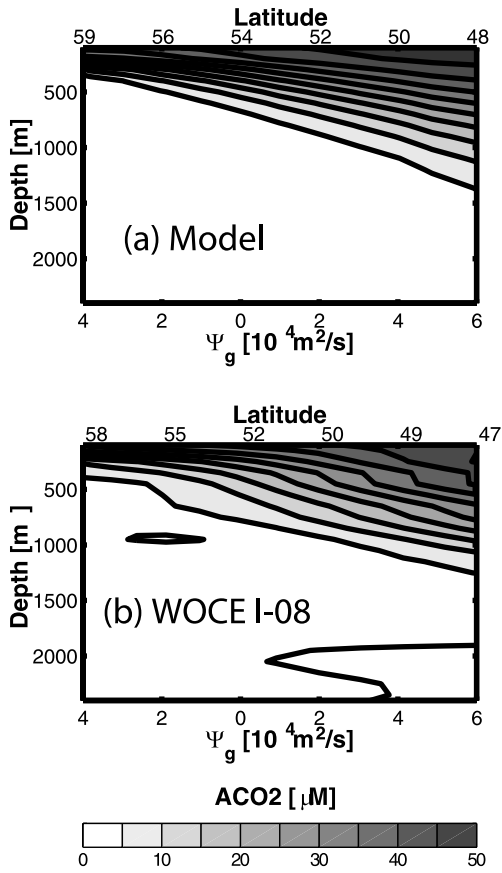 Latitude
59 56 54 52 50 48
Depth [m]
500
1000
1500
2000
(a) Model
4 2 0 2 4 6
Ψg [10 4m2/s]
Latitude
58 55 52 50 49 47
Depth [m ]
500
1000
1500
2000
(b) WOCE I-08
4 2 0 2 4 6
Ψg [10 4m2/s]
ACO2 [ μM]
0 10 20 30 40 50